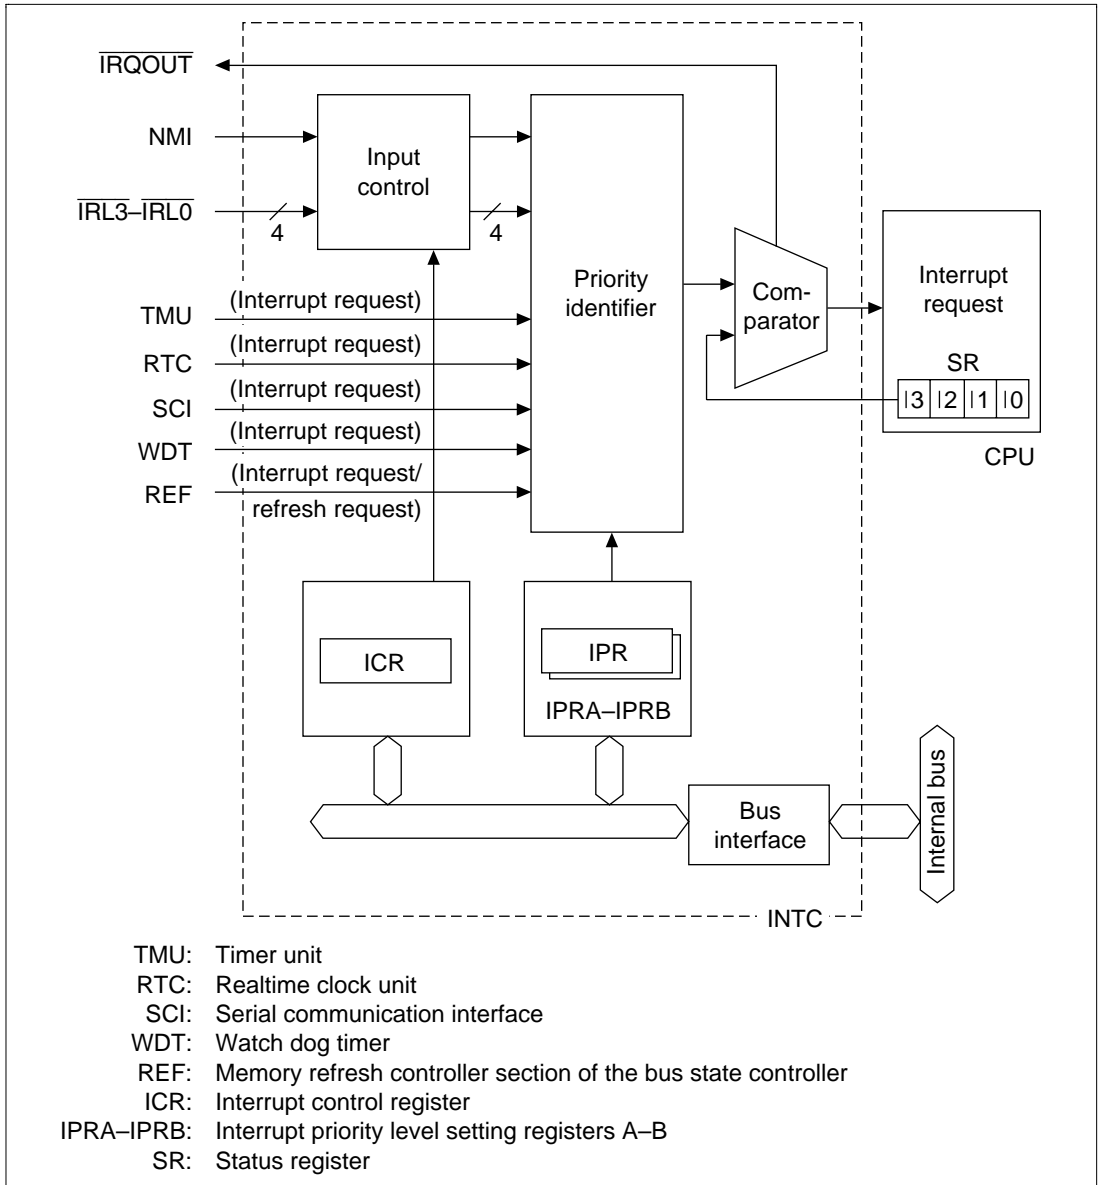 IRQOUT
NMI
Input
control
IRL3–IRL0
4
4
Priority
identifier
Com-
parator
Interrupt
request
SR
I3 I2 I1 I0
CPU
TMU
(Interrupt request)
RTC
(Interrupt request)
SCI
(Interrupt request)
WDT
(Interrupt request)
REF
(Interrupt request/
refresh request)
ICR
IPR
IPRA–IPRB
Bus
interface
Internal bus
INTC
TMU: Timer unit
RTC: Realtime clock unit
SCI: Serial communication interface
WDT: Watch dog timer
REF: Memory refresh controller section of the bus state controller
ICR: Interrupt control register
IPRA–IPRB: Interrupt priority level setting registers A–B
SR: Status register